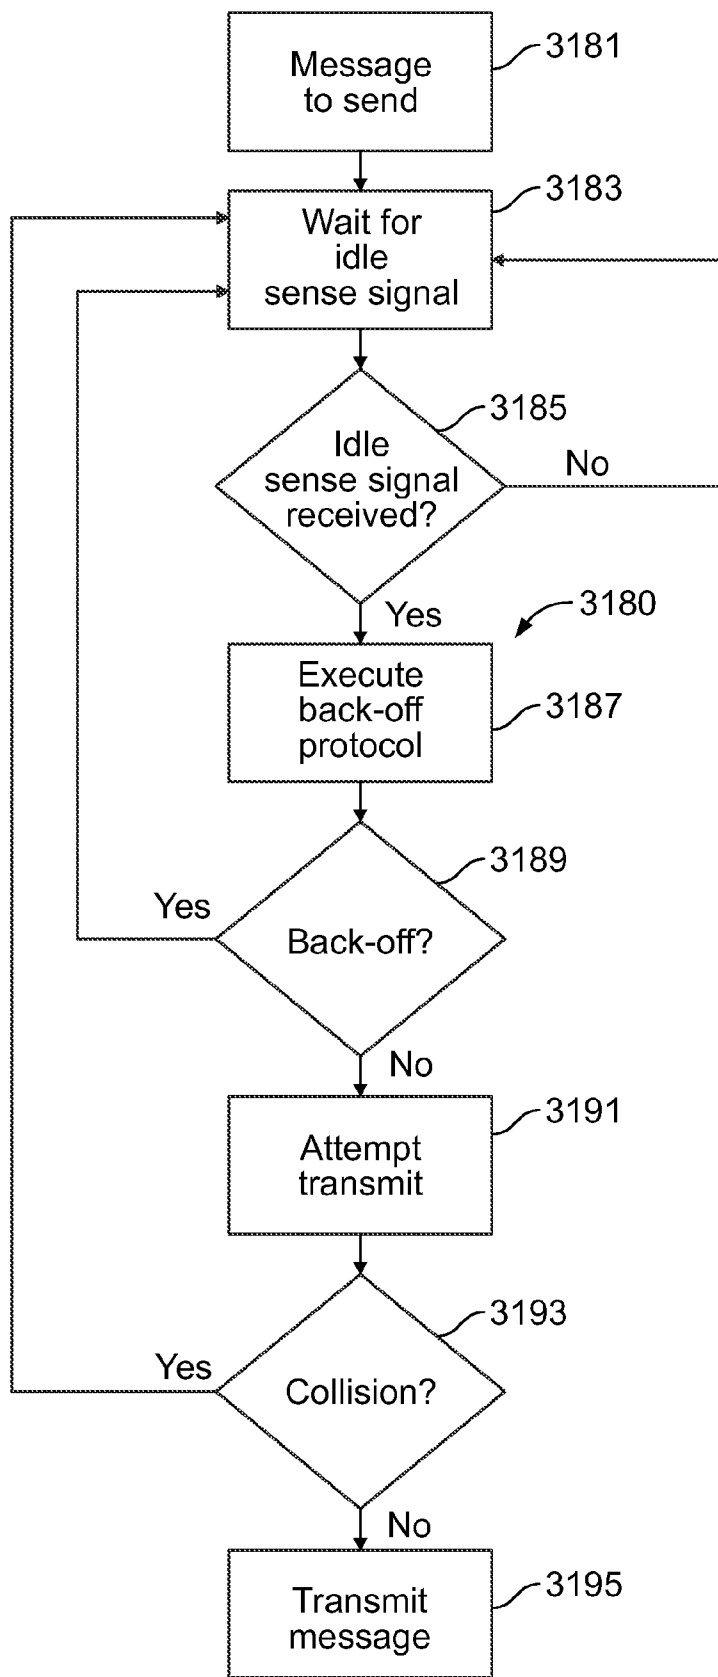 Message
to send
3181
Wait for
idle
sense signal
3183
Idle
sense signal
received?
3185
No
Yes
3180
Execute
back-off
protocol
3187
Back-off?
3189
Yes
No
Attempt
transmit
3191
Collision?
3193
Yes
No
Transmit
message
3195